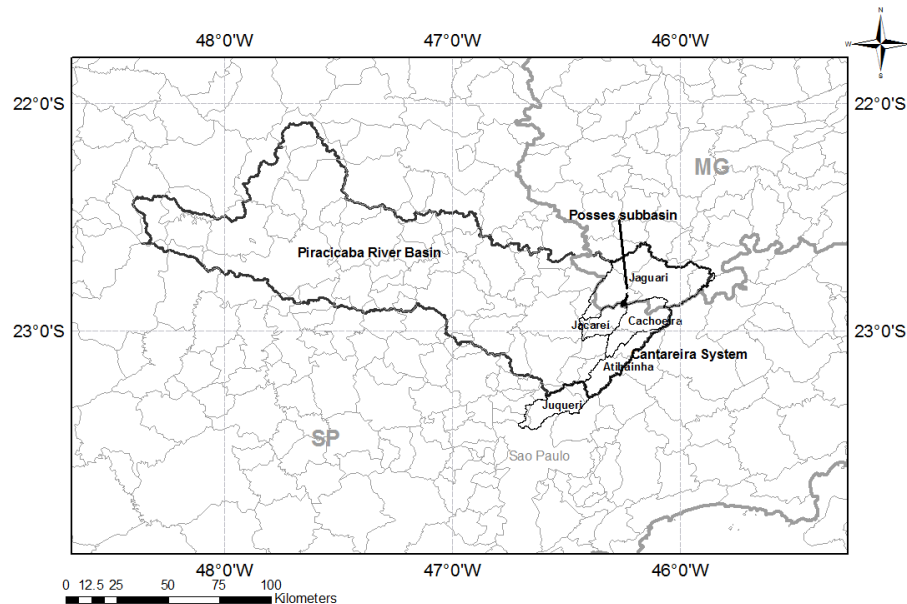 N
W
E
S
48°0'W
47°0'W
46°0'W
22°0'S
22°0'S
MG
Posses subbasin
Piracicaba River Basin
Jaguari
Cachoeira
Jacarei
23°0'S
23°0'S
Cantareira System
Atibainha
Juqueri
SP
Sao Paulo
48°0'W
47°0'W
46°0'W
0 12.5 25 50 75 100
Kilometers